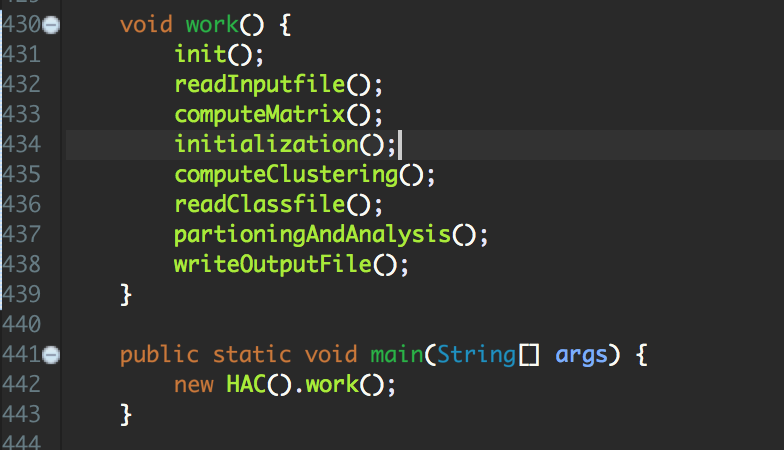 430 void work() {
431 init();
432 readInputfile();
433 computeMatrix();
434 initialization();
435 computeClustering();
436 readClassfile();
437 partioningAndAnalysis();
438 writeOutputFile();
439 }
440
441 public static void main(String[] args) {
442 new HAC().work();
443 }
444